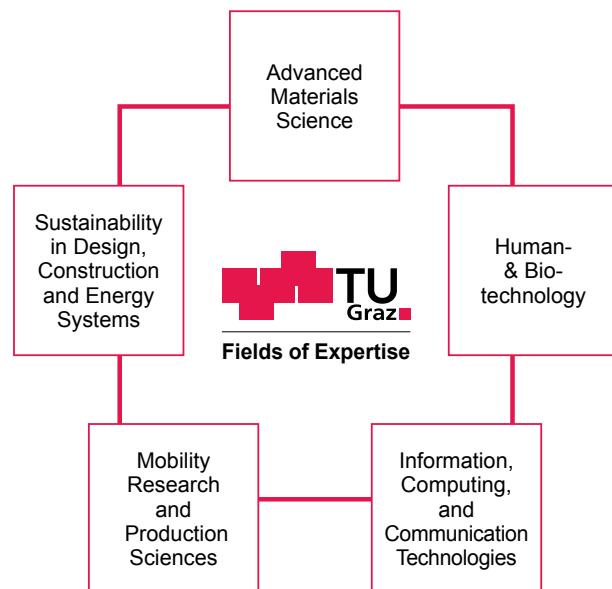 Advanced
Materials
Science
Sustainability
in Design,
Construction
and Energy
Systems
Human-
& Bio-
technology
TU
Graz
Fields of Expertise
Mobility
Research
and
Production
Sciences
Information,
Computing,
and
Communication
Technologies